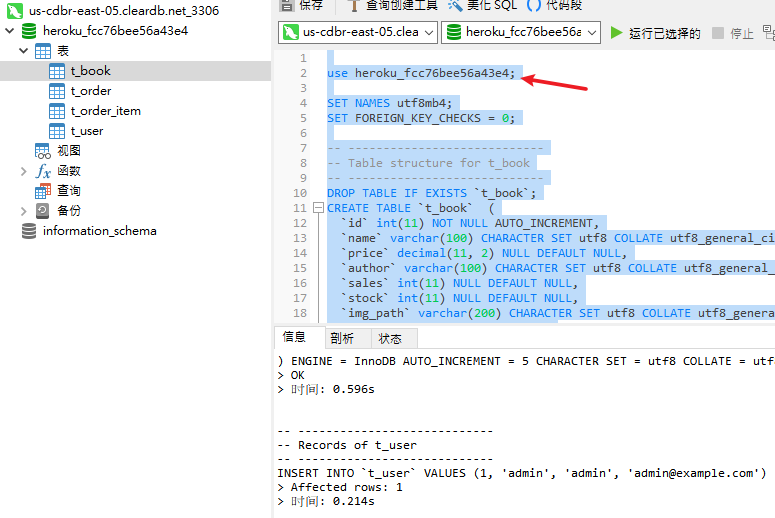 us-cdbr-east-05.cleardb.net_3306
heroku_fcc76bee56a43e4
表
t_book
t_order
t_order_item
t_user
视图
函数
查询
备份
information_schema
保存 查询创建工具 美化 SQL 代码段
us-cdbr-east-05.clea heroku_fcc76bee56a 运行已选择的 停止
1
2 use heroku_fcc76bee56a43e4;
3
4 SET NAMES utf8mb4;
5 SET FOREIGN_KEY_CHECKS = 0;
6
7 -- ----------------------------
8 -- Table structure for t_book
9 -- ----------------------------
10 DROP TABLE IF EXISTS `t_book`;
11 CREATE TABLE `t_book`  (
12 `id` int(11) NOT NULL AUTO_INCREMENT,
13 `name` varchar(100) CHARACTER SET utf8 COLLATE utf8_general_ci
14 `price` decimal(11, 2) NULL DEFAULT NULL,
15 `author` varchar(100) CHARACTER SET utf8 COLLATE utf8_general_
16 `sales` int(11) NULL DEFAULT NULL,
17 `stock` int(11) NULL DEFAULT NULL,
18 `img_path` varchar(200) CHARACTER SET utf8 COLLATE utf8_genera
信息 剖析 状态
) ENGINE = InnoDB AUTO_INCREMENT = 5 CHARACTER SET = utf8 COLLATE = utf
> OK
> 时间: 0.596s
-- ----------------------------
-- Records of t_user
-- ----------------------------
INSERT INTO `t_user` VALUES (1, 'admin', 'admin', 'admin@example.com')
> Affected rows: 1
> 时间: 0.214s